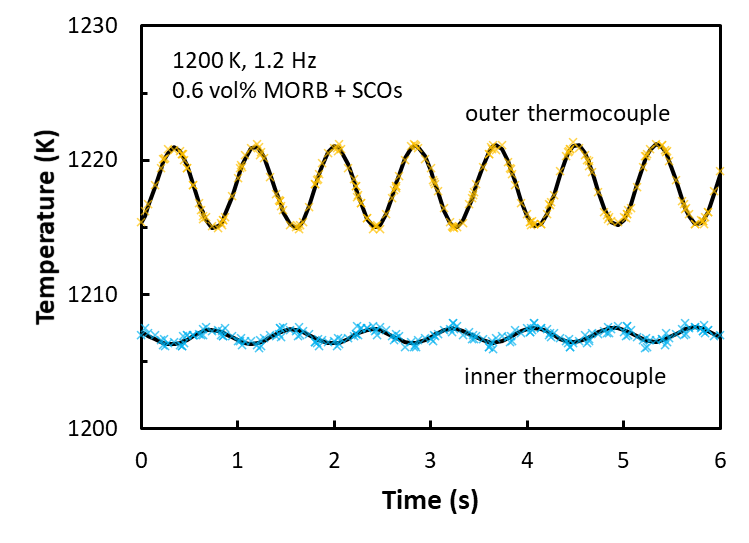 1230
1220
1210
1200
Temperature (K)
1200 K, 1.2 Hz
0.6 vol% MORB + SCOs
outer thermocouple
inner thermocouple
0 1 2 3 4 5 6
Time (s)